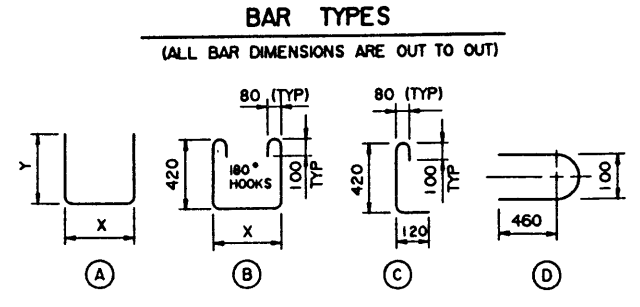 BAR TYPES
(ALL BAR DIMENSIONS ARE OUT TO OUT)
80 (TYP)
80 (TYP)
Y
X
420
180°
HOOKS
100
TYP
X
420
100
TYP
120
460
100
A
B
C
D